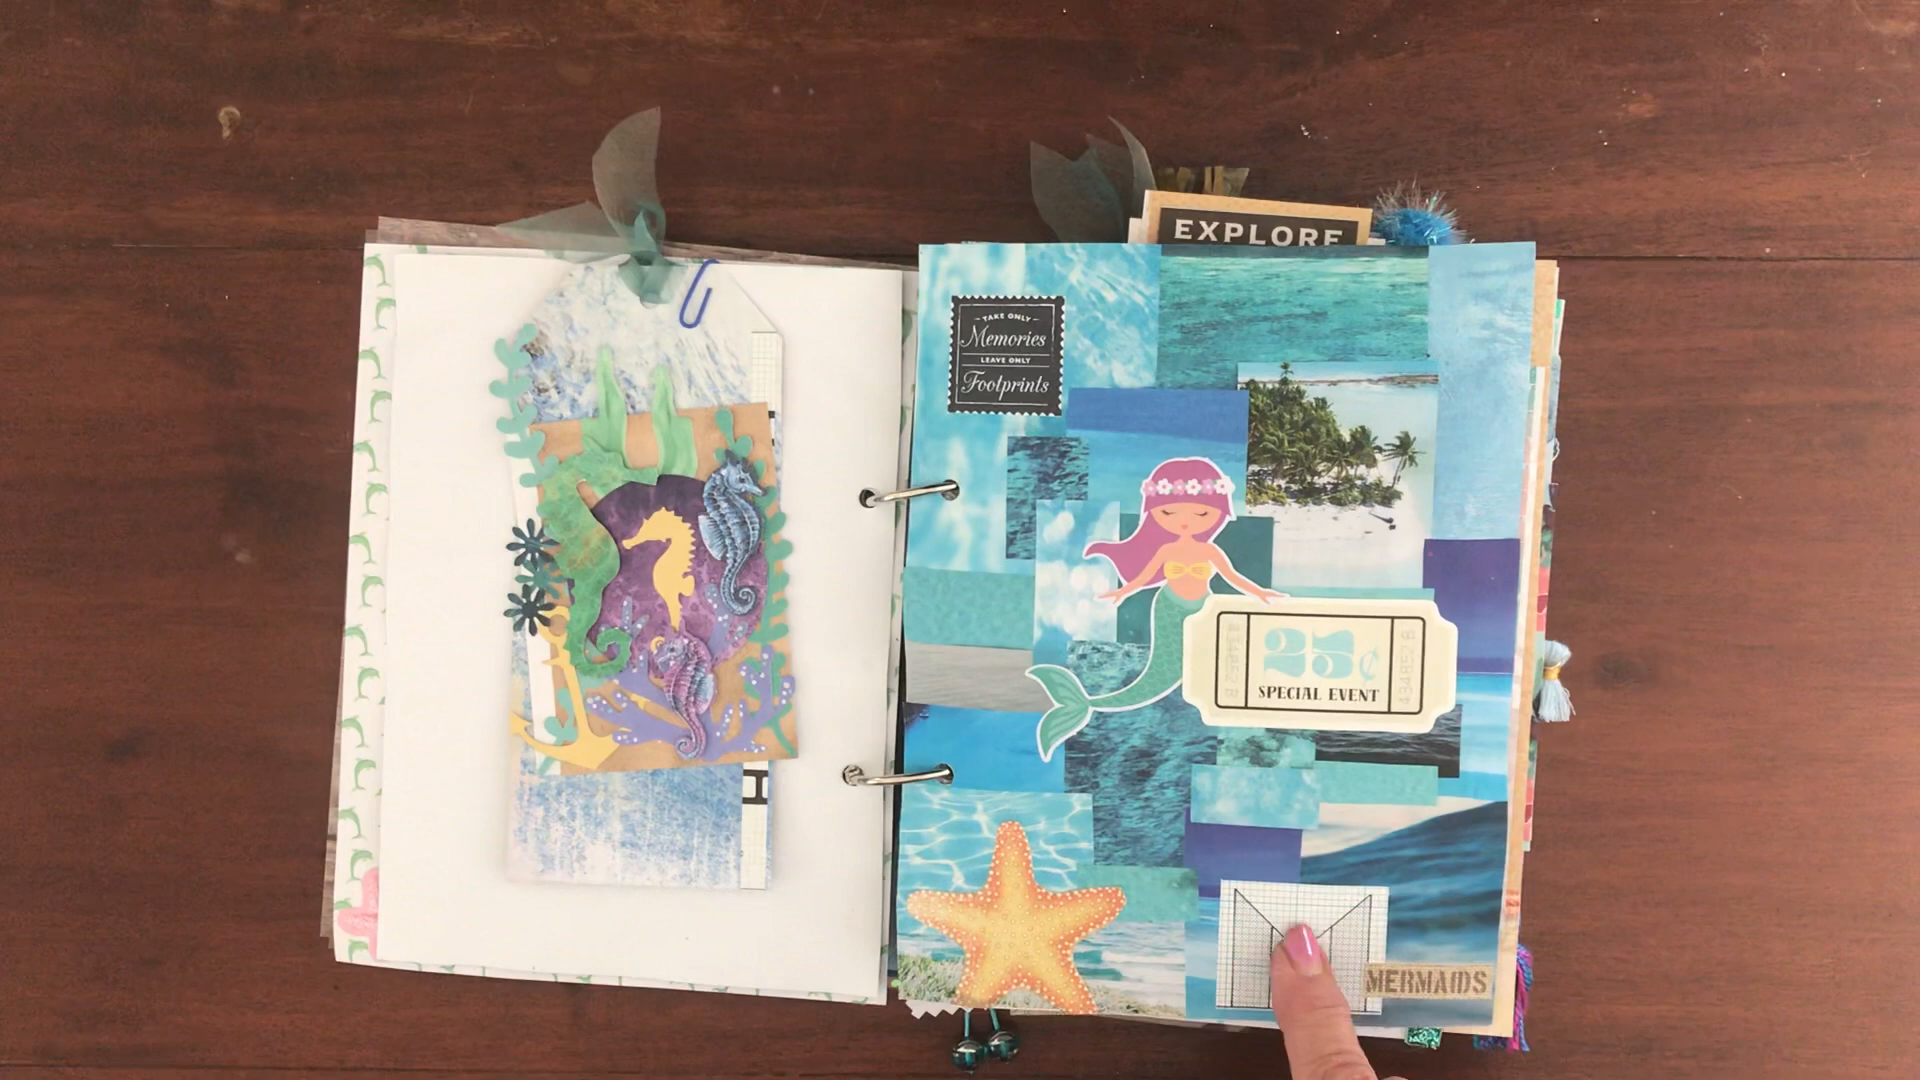 EXPLORE
TAKE ONLY
Memories
LEAVE ONLY
Footprints
25¢
SPECIAL EVENT
H
MERMAIDS